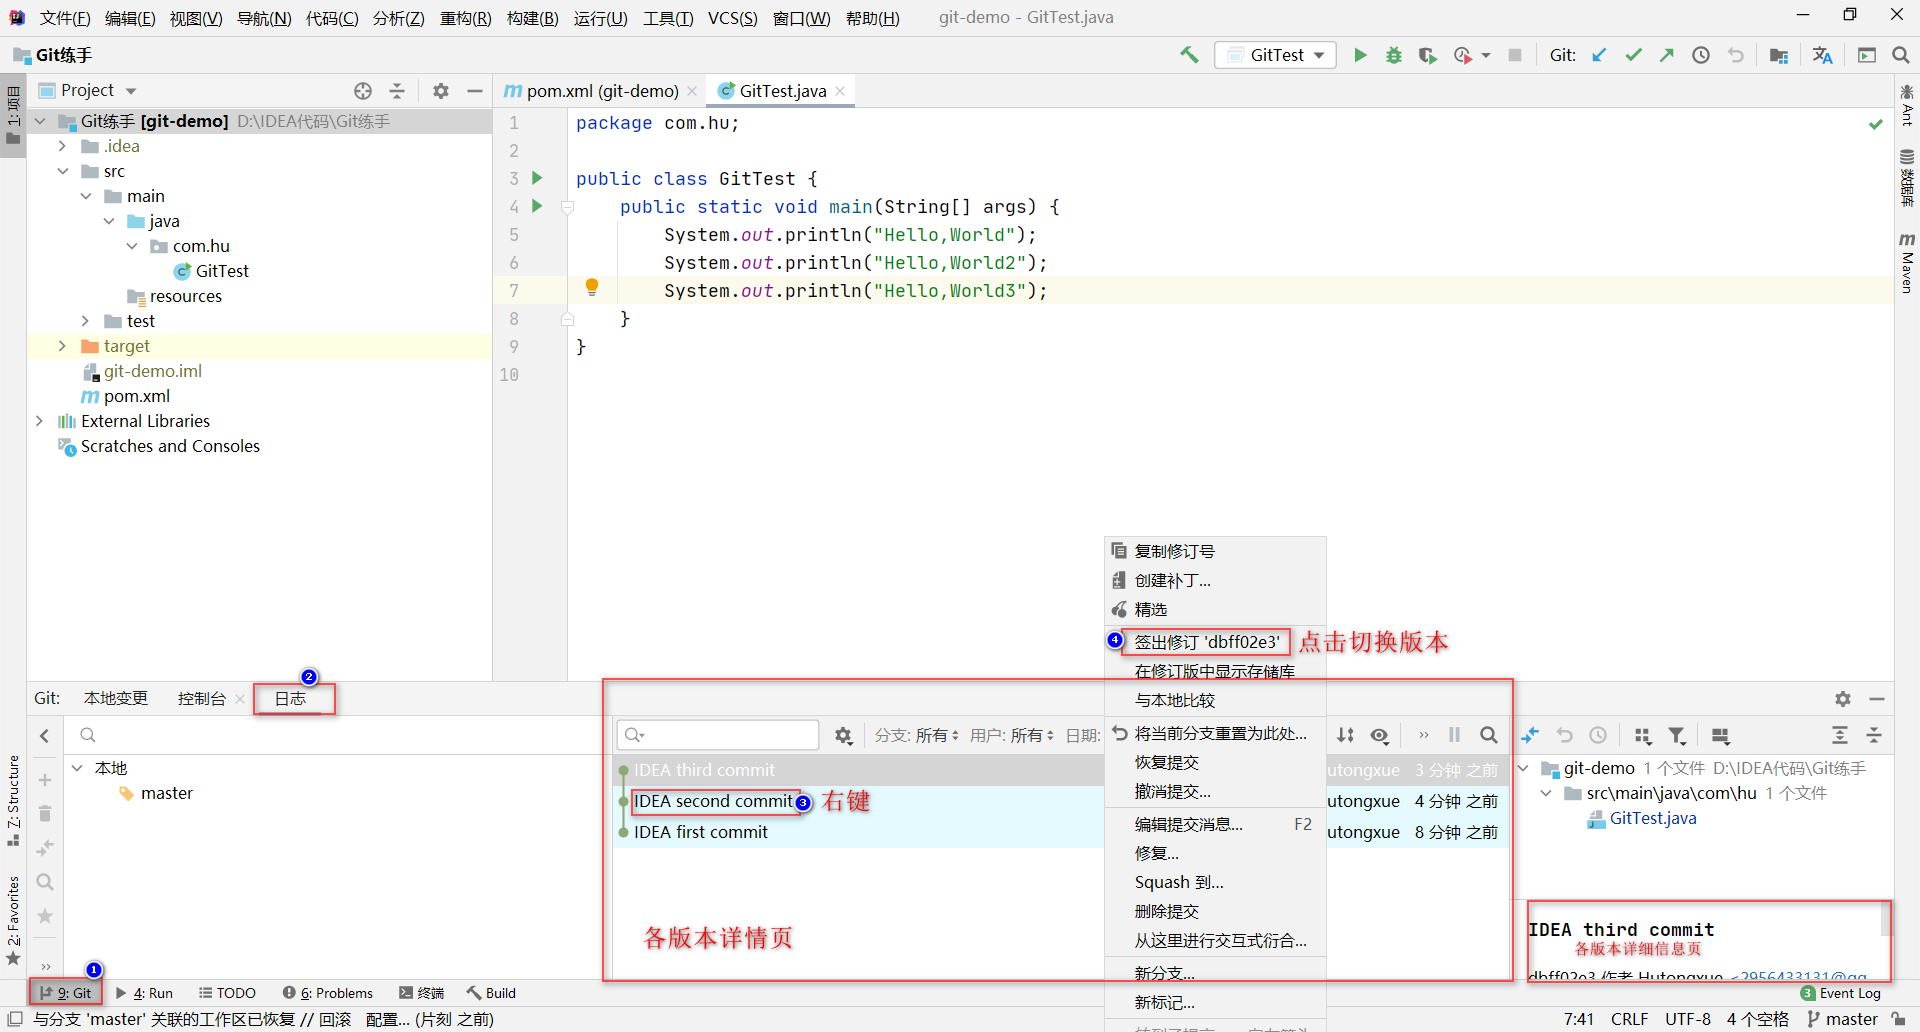 文件(F) 编辑(E) 视图(V) 导航(N) 代码(C) 分析(Z) 重构(R) 构建(B) 运行(U) 工具(T) VCS(S) 窗口(W) 帮助(H) git-demo - GitTest.java
Git练手
GitTest
Git:
1: 项目
Project
pom.xml (git-demo)
GitTest.java
Git练手 [git-demo] D:\IDEA代码\Git练手
.idea
src
main
java
com.hu
GitTest
resources
test
target
git-demo.iml
pom.xml
External Libraries
Scratches and Consoles
1 package com.hu;
2
3 public class GitTest {
4 public static void main(String[] args) {
5 System.out.println("Hello,World");
6 System.out.println("Hello,World2");
7 System.out.println("Hello,World3");
8 }
9 }
10
Ant
数据库
Maven
复制修订号
创建补丁...
精选
4 签出修订 'dbff02e3' 点击切换版本
在修订版中显示存储库
与本地比较
将当前分支重置为此处...
恢复提交
撤消提交...
编辑提交消息... F2
修复...
Squash 到...
删除提交
从这里进行交互式衍合...
新分支...
新标记...
2
Git: 本地变更 控制台 日志
分支: 所有 用户: 所有 日期:
本地
master
IDEA third commit utongxue 3 分钟 之前
IDEA second commit 3 右键 utongxue 4 分钟 之前
IDEA first commit utongxue 8 分钟 之前
各版本详情页
git-demo 1 个文件 D:\IDEA代码\Git练手
src\main\java\com\hu 1 个文件
GitTest.java
IDEA third commit
各版本详细信息页
dbff02e3 作者 Hutongxue <2956433131@qq
7: Structure
2: Favorites
1
9: Git 4: Run TODO 6: Problems 终端 Build 3 Event Log
与分支 'master' 关联的工作区已恢复 // 回滚 配置... (片刻 之前) 7:41 CRLF UTF-8 4 个空格 master